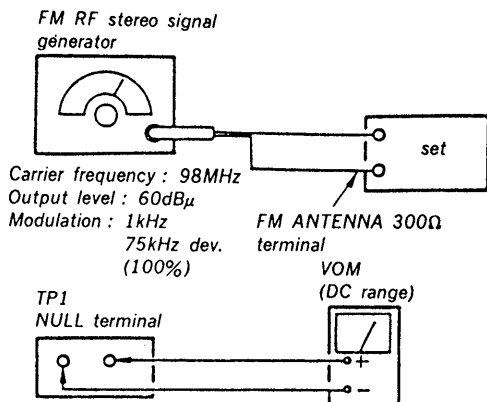 FM RF stereo signal
generator
set
Carrier frequency : 98MHz
Output level : 60dBμ
Modulation : 1kHz
75kHz dev.
(100%)
FM ANTENNA 300Ω
terminal
TP1
NULL terminal
VOM
(DC range)
+
−